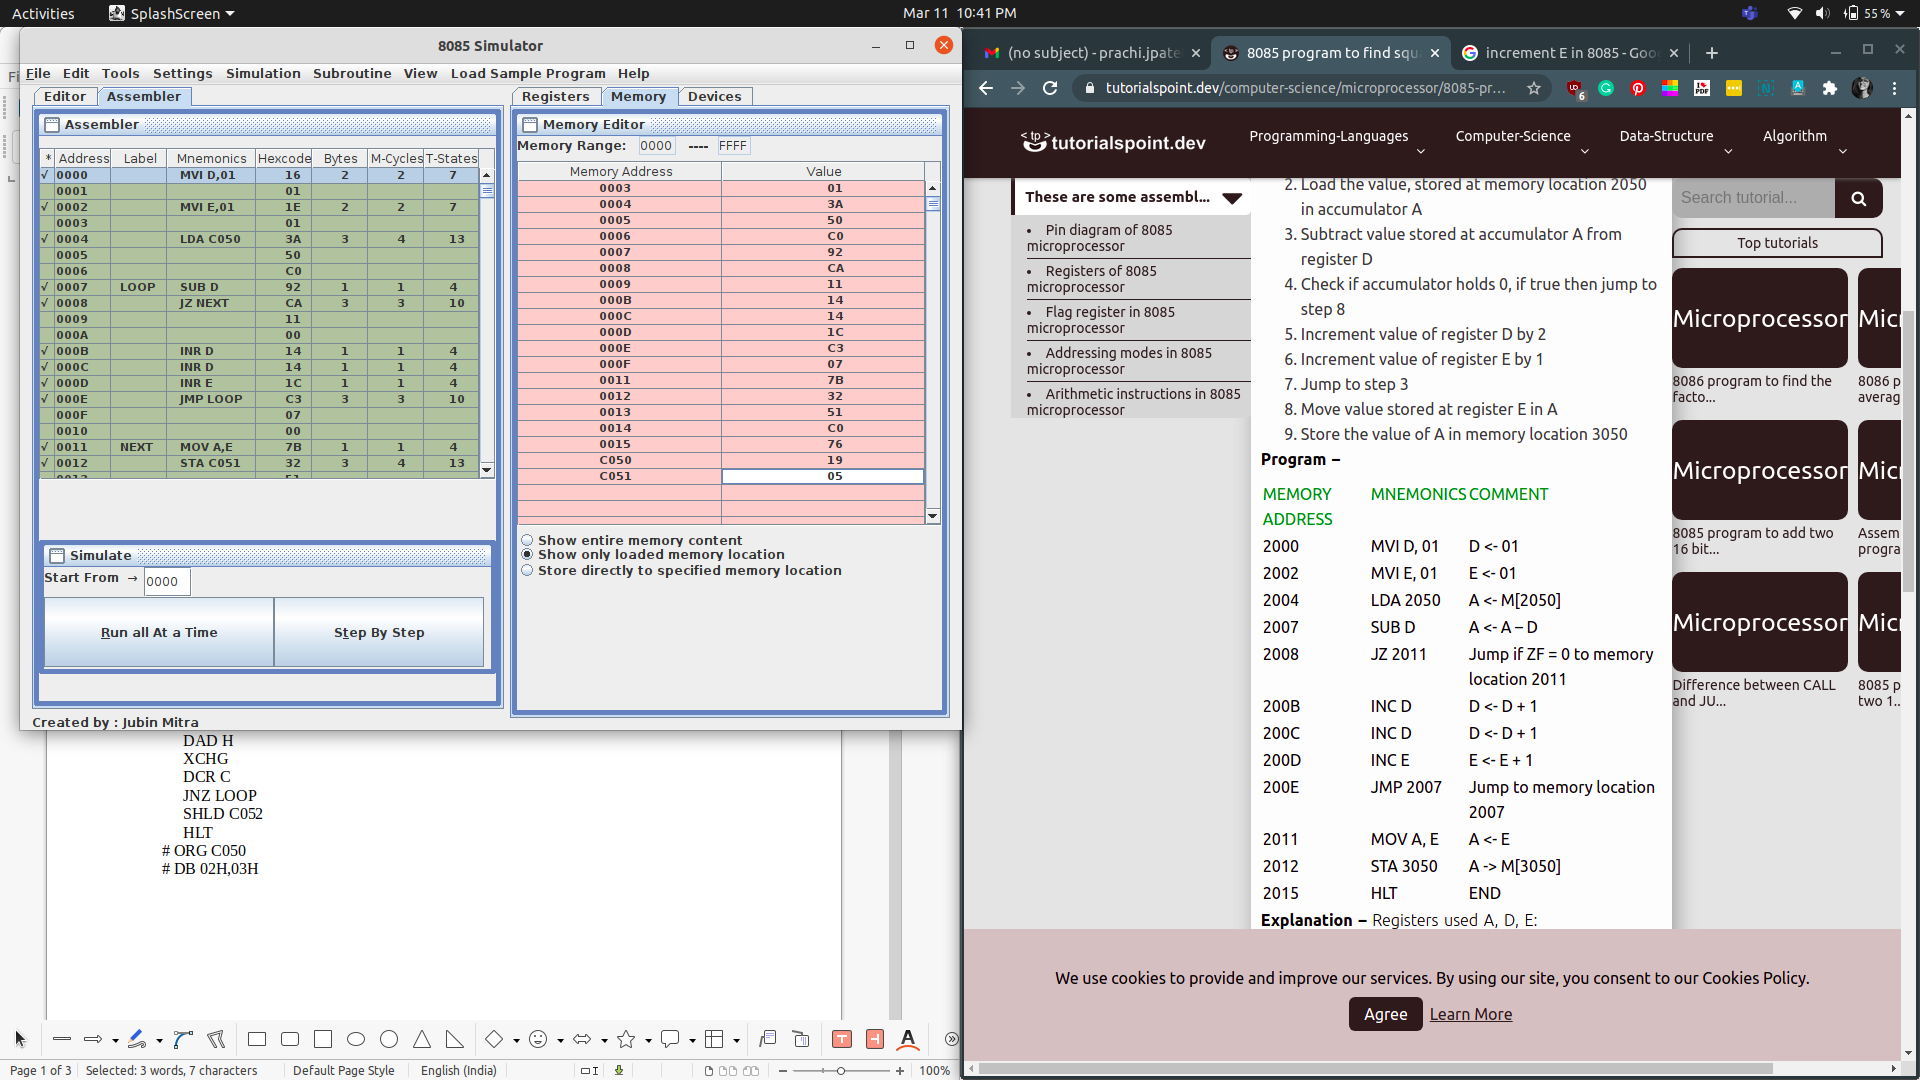 Activities SplashScreen Mar 11 10:41 PM 55 %
8085 Simulator
File Edit Tools Settings Simulation Subroutine View Load Sample Program Help
Editor Assembler
Assembler
* Address Label Mnemonics Hexcode Bytes M-Cycles T-States
√ 0000 MVI D,01 16 2 2 7
0001 01
√ 0002 MVI E,01 1E 2 2 7
0003 01
√ 0004 LDA C050 3A 3 4 13
0005 50
0006 C0
√ 0007 LOOP SUB D 92 1 1 4
√ 0008 JZ NEXT CA 3 3 10
0009 11
000A 00
√ 000B INR D 14 1 1 4
√ 000C INR D 14 1 1 4
√ 000D INR E 1C 1 1 4
√ 000E JMP LOOP C3 3 3 10
000F 07
0010 00
√ 0011 NEXT MOV A,E 7B 1 1 4
√ 0012 STA C051 32 3 4 13
Simulate
Start From → 0000
Run all At a Time Step By Step
Created by : Jubin Mitra
Registers Memory Devices
Memory Editor
Memory Range: 0000 ---- FFFF
Memory Address Value
0003 01
0004 3A
0005 50
0006 C0
0007 92
0008 CA
0009 11
000B 14
000C 14
000D 1C
000E C3
000F 07
0011 7B
0012 32
0013 51
0014 C0
0015 76
C050 19
C051 05
Show entire memory content
Show only loaded memory location
Store directly to specified memory location
DAD H
XCHG
DCR C
JNZ LOOP
SHLD C052
HLT
# ORG C050
# DB 02H,03H
Page 1 of 3 Selected: 3 words, 7 characters Default Page Style English (India) 100%
(no subject) - prachi.jpate 8085 program to find squ increment E in 8085 - Goo
tutorialspoint.dev/computer-science/microprocessor/8085-pr... 6
< tp > tutorialspoint.dev Programming-Languages Computer-Science Data-Structure Algorithm
These are some assembl...
Pin diagram of 8085
microprocessor
Registers of 8085
microprocessor
Flag register in 8085
microprocessor
Addressing modes in 8085
microprocessor
Arithmetic instructions in 8085
microprocessor
2. Load the value, stored at memory location 2050
in accumulator A
3. Subtract value stored at accumulator A from
register D
4. Check if accumulator holds 0, if true then jump to
step 8
5. Increment value of register D by 2
6. Increment value of register E by 1
7. Jump to step 3
8. Move value stored at register E in A
9. Store the value of A in memory location 3050
Program –
MEMORY MNEMONICS COMMENT
ADDRESS
2000 MVI D, 01 D <- 01
2002 MVI E, 01 E <- 01
2004 LDA 2050 A <- M[2050]
2007 SUB D A <- A – D
2008 JZ 2011 Jump if ZF = 0 to memory
location 2011
200B INC D D <- D + 1
200C INC D D <- D + 1
200D INC E E <- E + 1
200E JMP 2007 Jump to memory location
2007
2011 MOV A, E A <- E
2012 STA 3050 A -> M[3050]
2015 HLT END
Explanation – Registers used A, D, E:
Search tutorial...
Top tutorials
Microprocessor Micr
8086 program to find the 8086 p
facto... averag
Microprocessor Micr
8085 program to add two Assem
16 bit... progra
Microprocessor Micr
Difference between CALL 8085 p
and JU... two 1..
We use cookies to provide and improve our services. By using our site, you consent to our Cookies Policy.
Agree Learn More